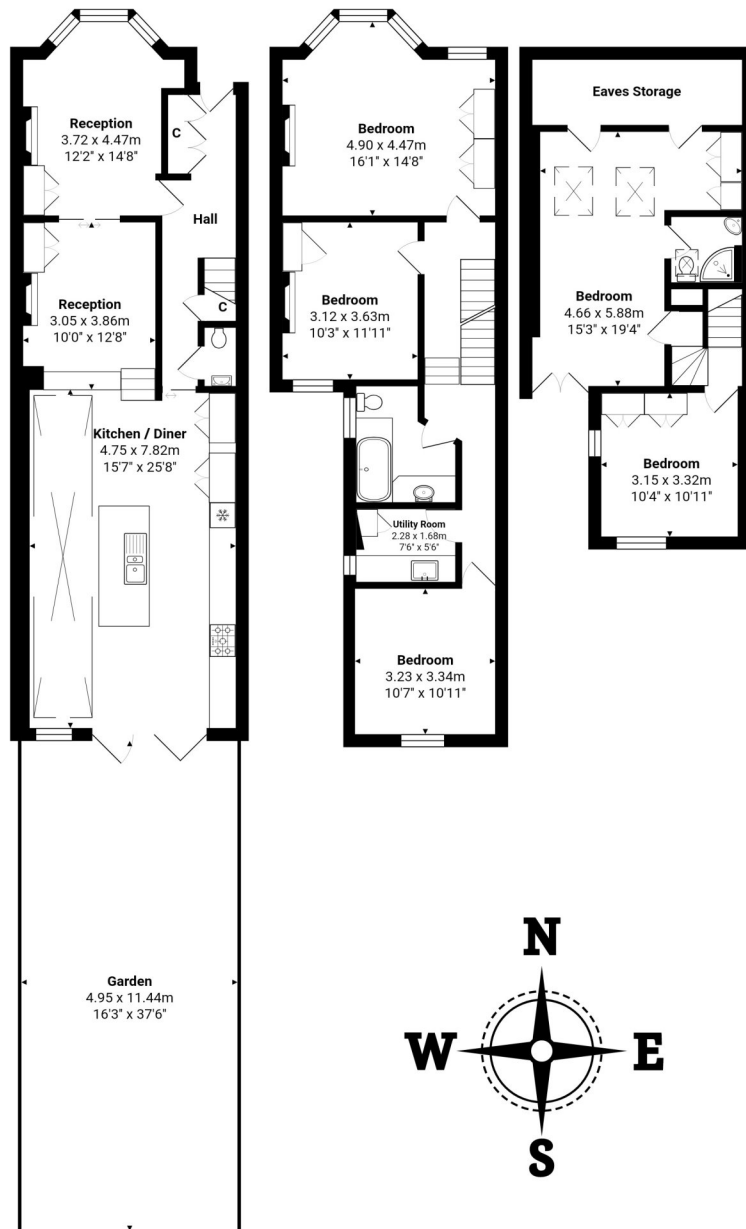 Reception
3.72 x 4.47m
12'2" x 14'8"
C
Hall
Reception
3.05 x 3.86m
10'0" x 12'8"
C
Kitchen / Diner
4.75 x 7.82m
15'7" x 25'8"
Garden
4.95 x 11.44m
16'3" x 37'6"
Bedroom
4.90 x 4.47m
16'1" x 14'8"
Bedroom
3.12 x 3.63m
10'3" x 11'11"
Utility Room
2.28 x 1.68m
7'6" x 5'6"
Bedroom
3.23 x 3.34m
10'7" x 10'11"
Eaves Storage
Bedroom
4.66 x 5.88m
15'3" x 19'4"
Bedroom
3.15 x 3.32m
10'4" x 10'11"
N
W E
S